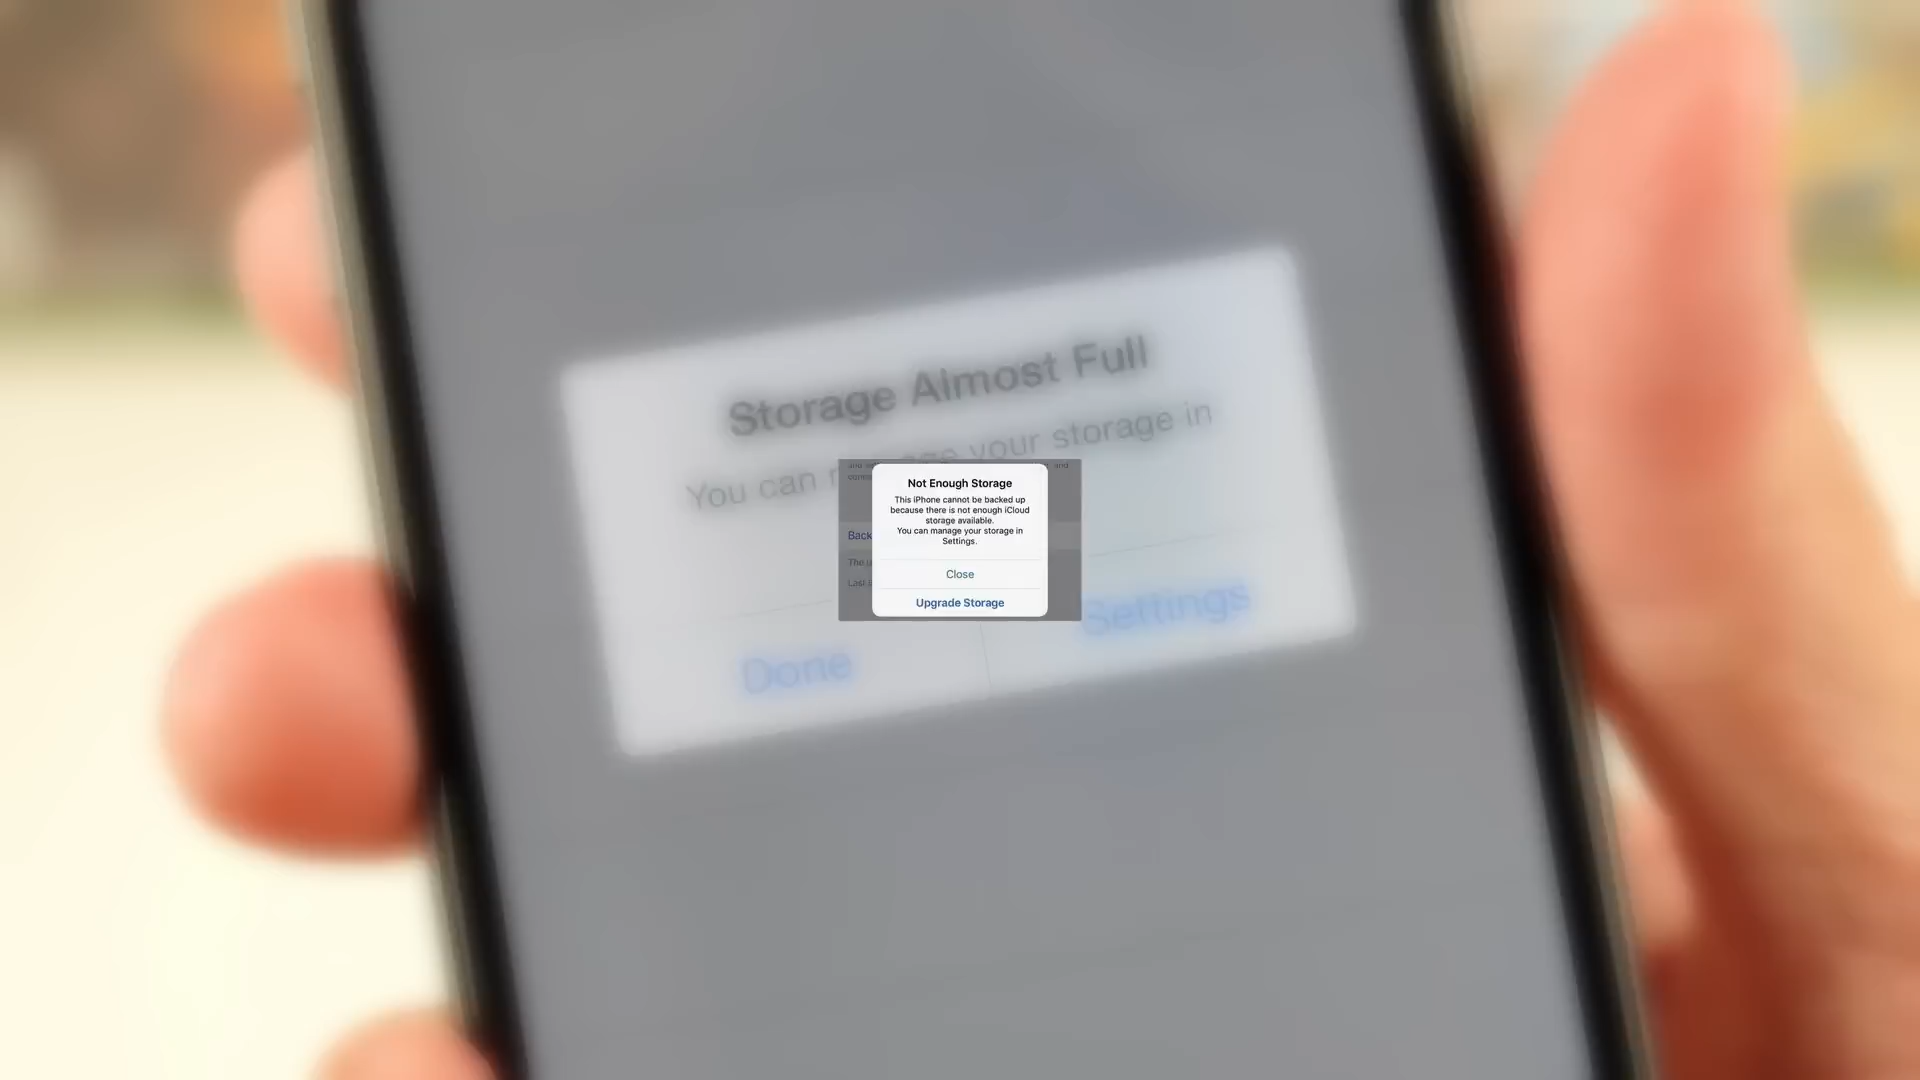 Storage Almost Full
You can your storage in
Not Enough Storage
This iPhone cannot be backed up
because there is not enough iCloud
storage available.
You can manage your storage in
Settings.
Back
Close
The
Last
Upgrade Storage
Done
Settings